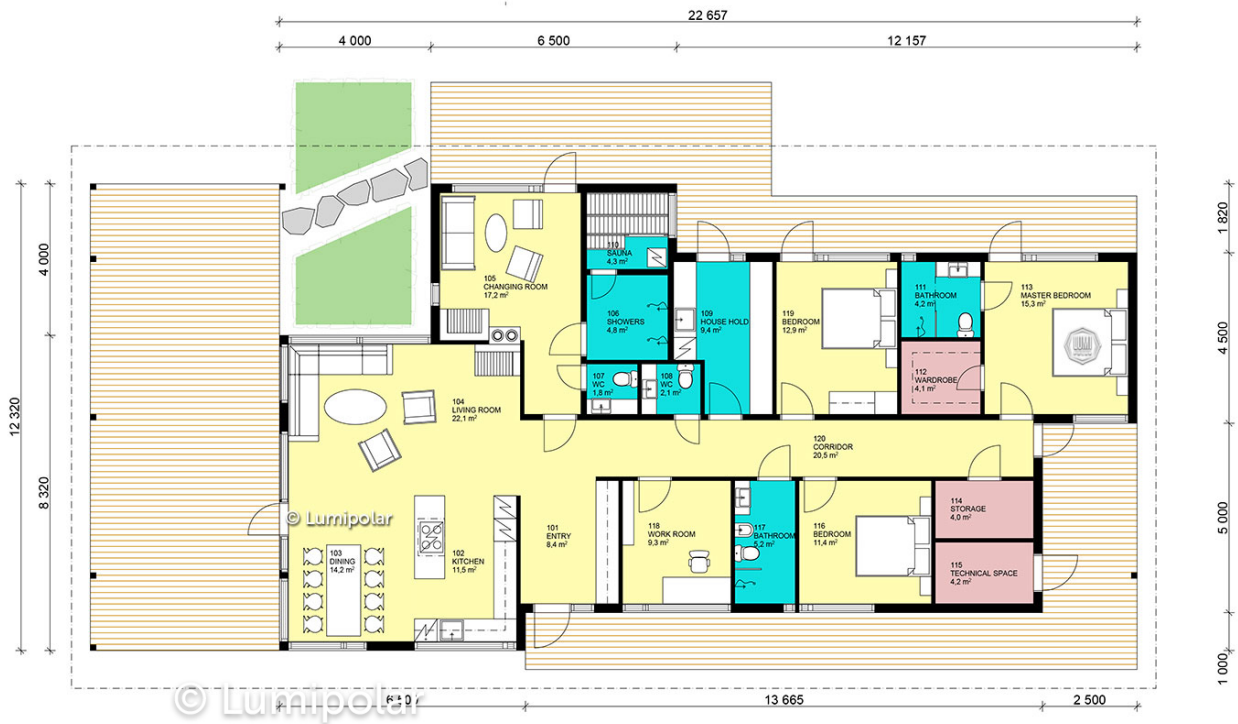 22 657
4 000
6 500
12 157
1 820
4 000
4 500
12 320
8 320
5 000
1 000
110
SAUNA
4,3 m²
105
CHANGING ROOM
17,2 m²
106
SHOWERS
4,8 m²
109
HOUSE HOLD
9,4 m²
119
BEDROOM
12,9 m²
111
BATHROOM
4,2 m²
113
MASTER BEDROOM
15,3 m²
LUMI
112
WARDROBE
4,1 m²
107
WC
1,8 m²
108
WC
2,1 m²
104
LIVING ROOM
22,1 m²
120
CORRIDOR
20,5 m²
© Lumipolar
101
ENTRY
8,4 m²
118
WORK ROOM
9,3 m²
117
BATHROOM
5,2 m²
116
BEDROOM
11,4 m²
114
STORAGE
4,0 m²
115
TECHNICAL SPACE
4,2 m²
103
DINING
14,2 m²
102
KITCHEN
11,5 m²
13 665
2 500
© Lumipolar